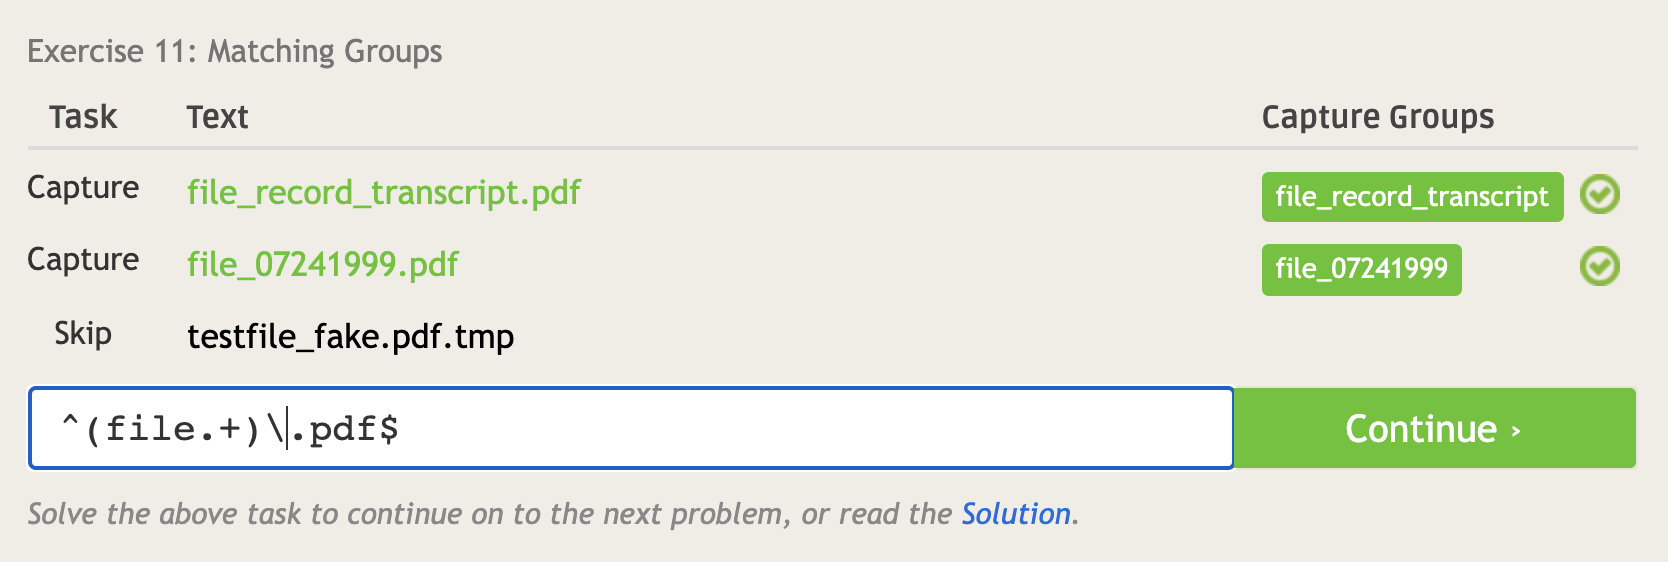 Exercise 11: Matching Groups
Task Text Capture Groups
Capture file_record_transcript.pdf file_record_transcript
Capture file_07241999.pdf file_07241999
Skip testfile_fake.pdf.tmp
^(file.+)\.pdf$ Continue ›
Solve the above task to continue on to the next problem, or read the Solution.